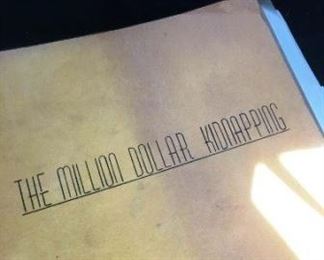 THE MILLION DOLLAR KIDNAPPING